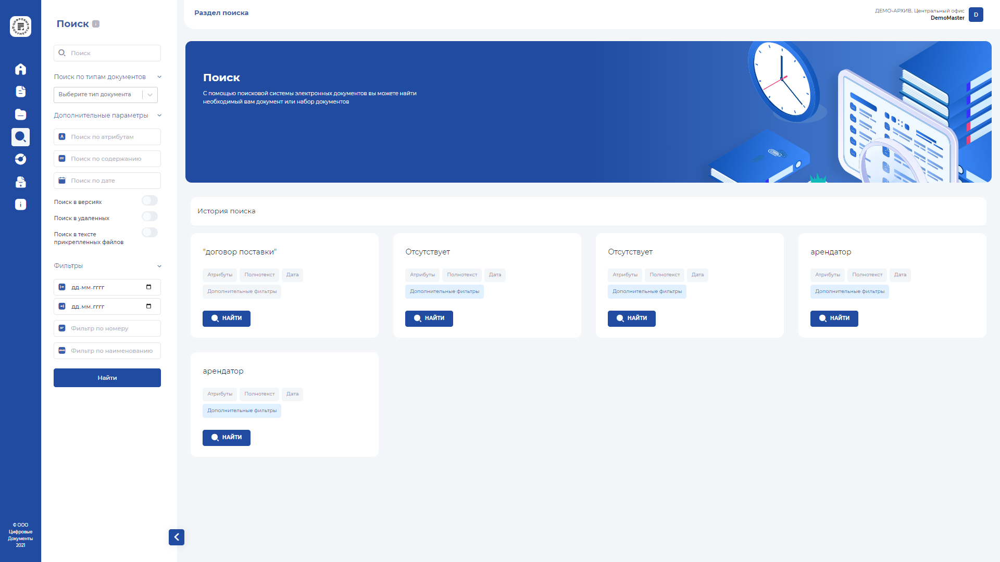 Раздел поиска
ДЕМО-АРХИВ, Центральный офис
DemoMaster
D
Поиск
i
Поиск
Поиск по типам документов
Выберите тип документа
Дополнительные параметры
A
Поиск по атрибутам
ПТ
Поиск по содержанию
Поиск по дате
Поиск в версиях
Поиск в удаленных
Поиск в тексте
прикрепленных файлов
Фильтры
дд.мм.гггг
дд.мм.гггг
N°
Фильтр по номеру
Фильтр по наименованию
Найти
© ООО
Цифровые
Документы
2021
Поиск
С помощью поисковой системы электронных документов вы можете найти
необходимый вам документ или набор документов
История поиска
"договор поставки"
Атрибуты Полнотекст Дата
Дополнительные фильтры
НАЙТИ
Отсутствует
Атрибуты Полнотекст Дата
Дополнительные фильтры
НАЙТИ
Отсутствует
Атрибуты Полнотекст Дата
Дополнительные фильтры
НАЙТИ
арендатор
Атрибуты Полнотекст Дата
Дополнительные фильтры
НАЙТИ
арендатор
Атрибуты Полнотекст Дата
Дополнительные фильтры
НАЙТИ